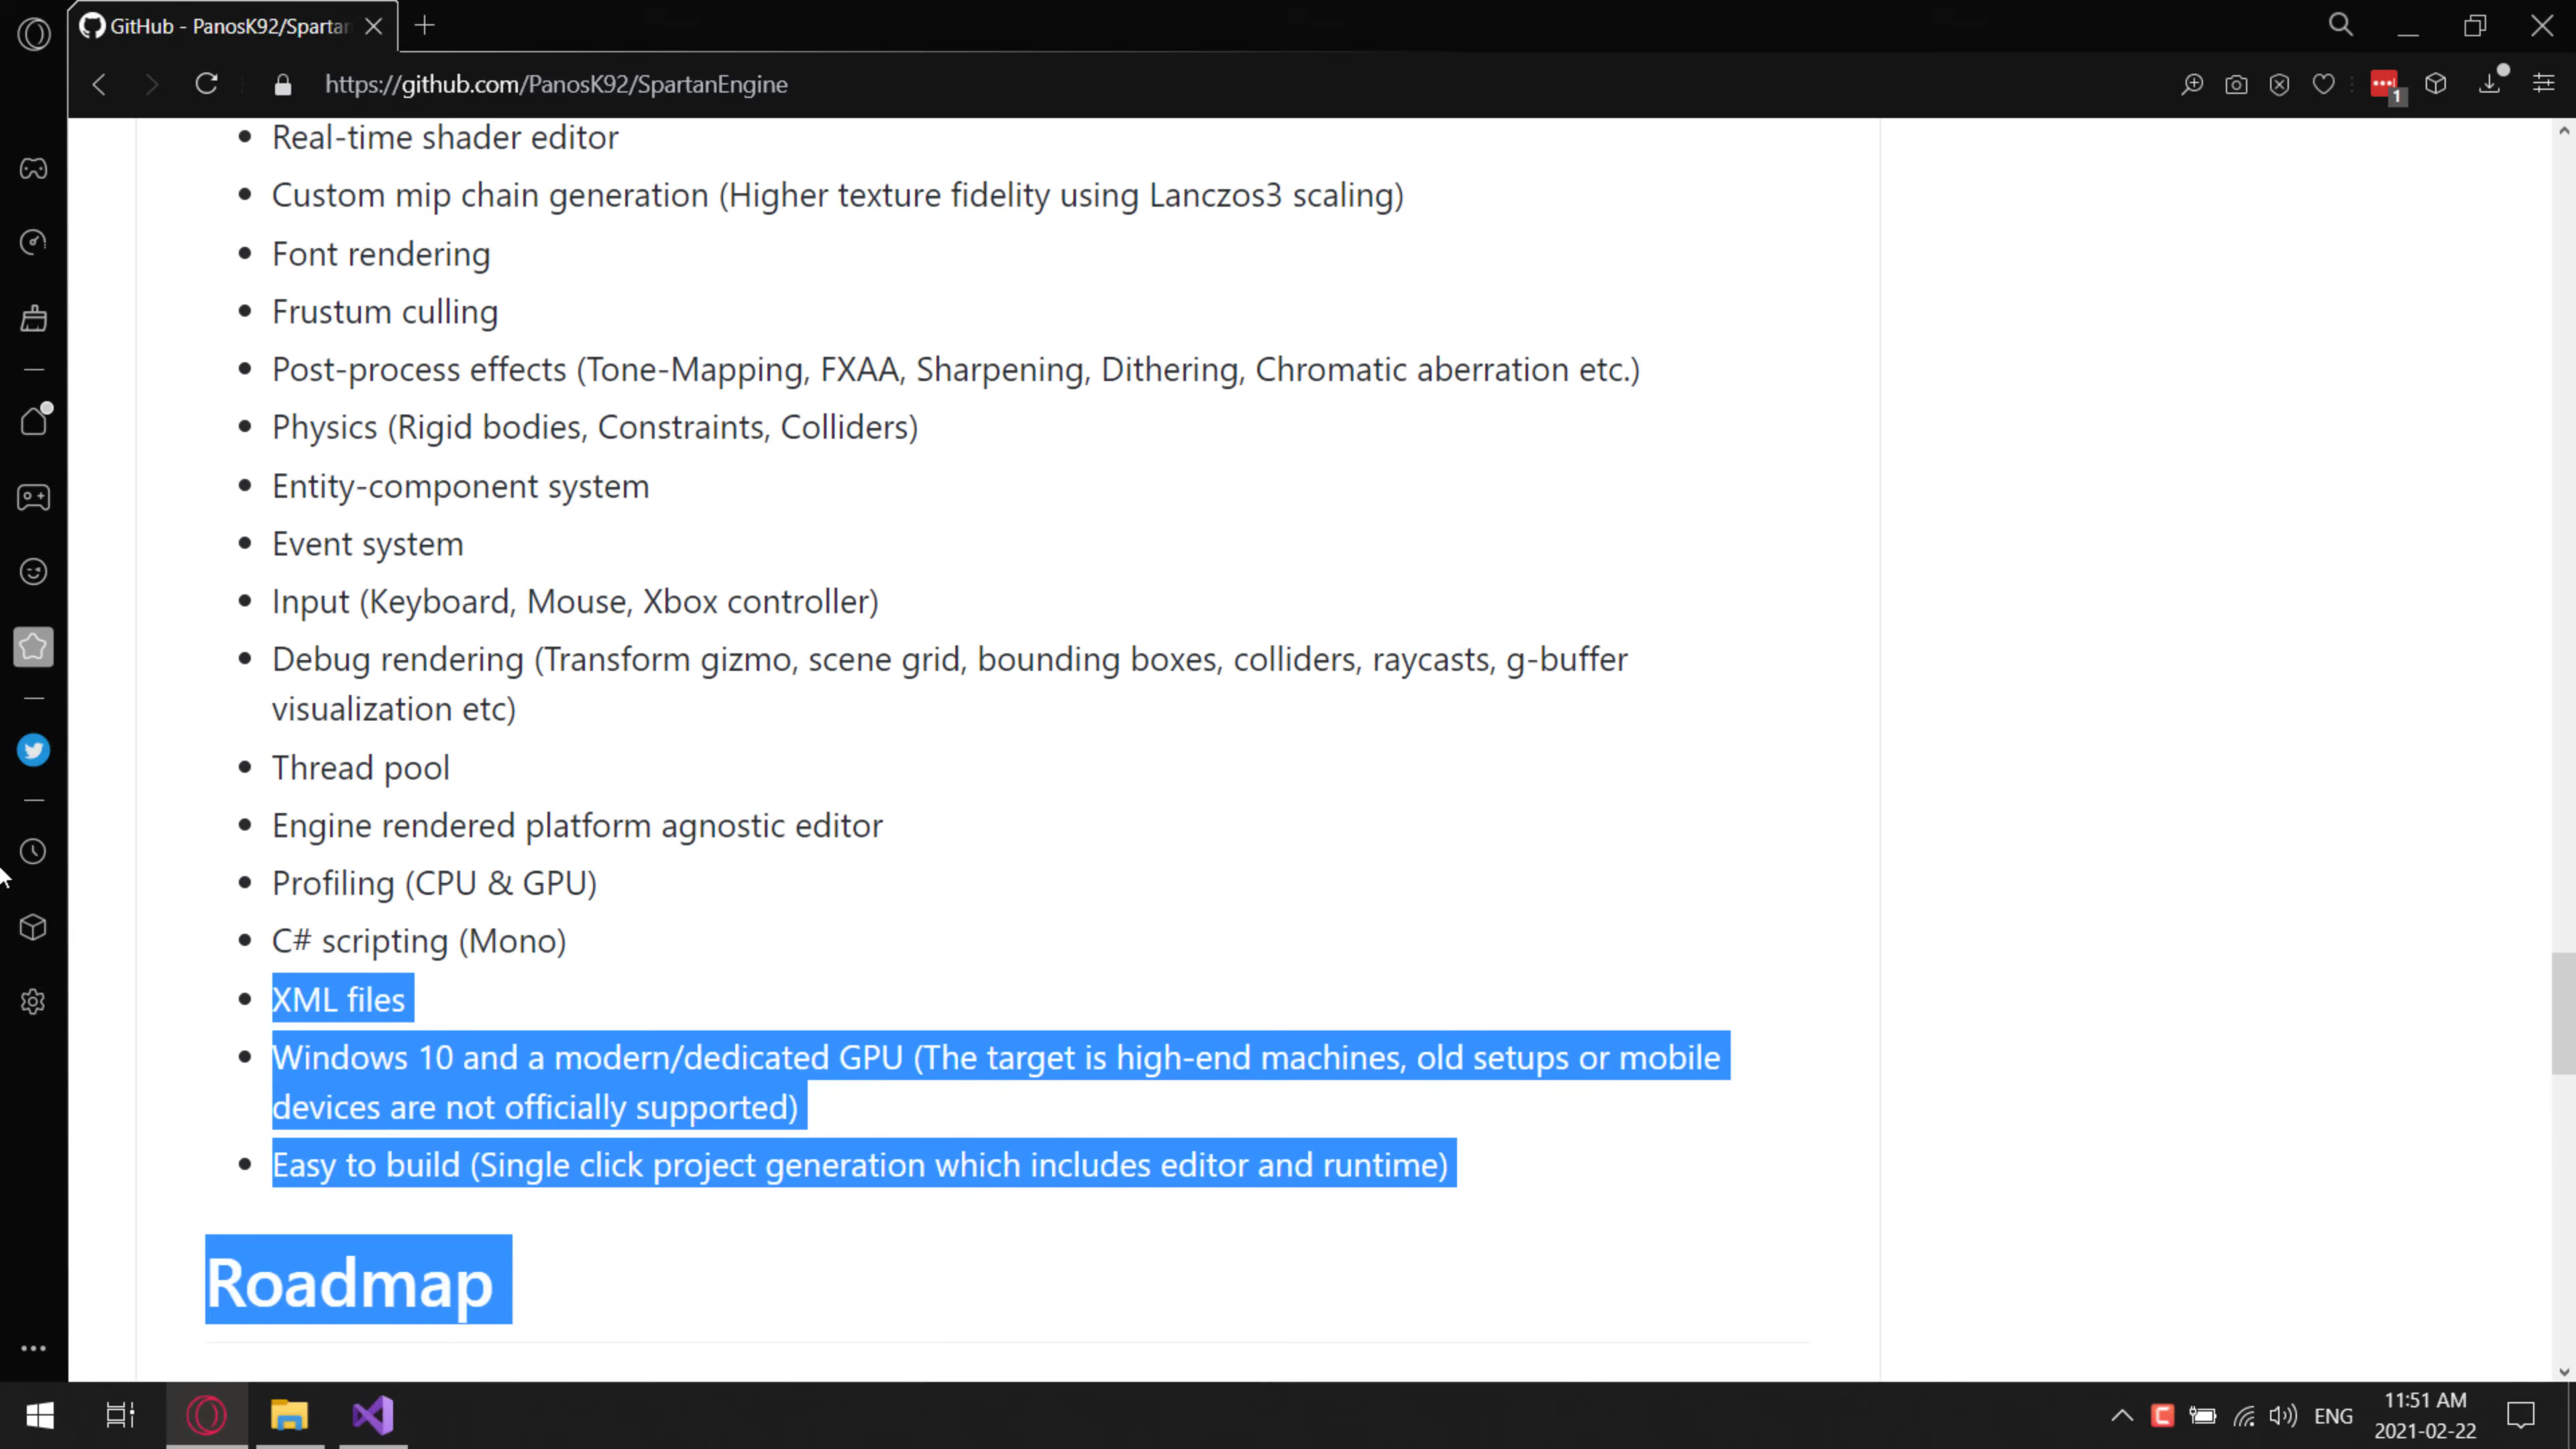 GitHub - PanosK92/Spartan
https://github.com/PanosK92/SpartanEngine
1
Real-time shader editor
Custom mip chain generation (Higher texture fidelity using Lanczos3 scaling)
Font rendering
Frustum culling
Post-process effects (Tone-Mapping, FXAA, Sharpening, Dithering, Chromatic aberration etc.)
Physics (Rigid bodies, Constraints, Colliders)
Entity-component system
Event system
Input (Keyboard, Mouse, Xbox controller)
Debug rendering (Transform gizmo, scene grid, bounding boxes, colliders, raycasts, g-buffer
visualization etc)
Thread pool
Engine rendered platform agnostic editor
Profiling (CPU & GPU)
C# scripting (Mono)
XML files
Windows 10 and a modern/dedicated GPU (The target is high-end machines, old setups or mobile
devices are not officially supported)
Easy to build (Single click project generation which includes editor and runtime)
Roadmap
ENG
11:51 AM
2021-02-22